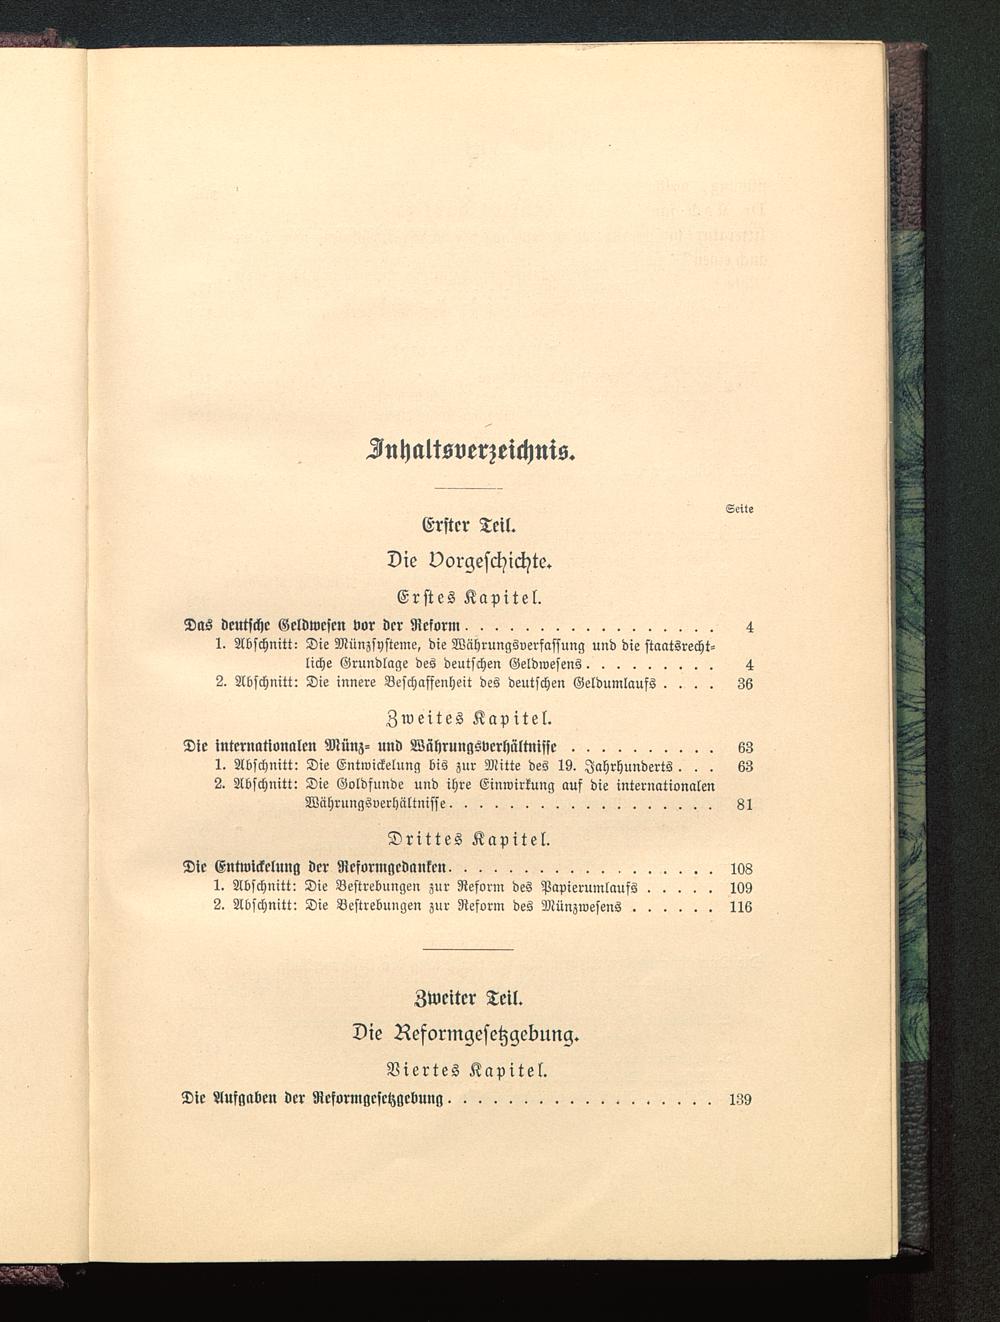 Inhaltsverzeichnis.
Seite
Erster Teil.
Die Vorgeschichte.
Erstes Kapitel.
Das deutsche Geldwesen vor der Reform . . . . . . . . . . . . . . . . . 4
1. Abschnitt: Die Münzsysteme, die Währungsverfassung und die staatsrecht-
liche Grundlage des deutschen Geldwesens . . . . . . . . . 4
2. Abschnitt: Die innere Beschaffenheit des deutschen Geldumlaufs . . . . 36
Zweites Kapitel.
Die internationalen Münz- und Währungsverhältnisse . . . . . . . . . . 63
1. Abschnitt: Die Entwickelung bis zur Mitte des 19. Jahrhunderts . . . 63
2. Abschnitt: Die Goldfunde und ihre Einwirkung auf die internationalen
Währungsverhältnisse . . . . . . . . . . . . . . . . . . 81
Drittes Kapitel.
Die Entwickelung der Reformgedanken . . . . . . . . . . . . . . . . . . 108
1. Abschnitt: Die Bestrebungen zur Reform des Papierumlaufs . . . . . 109
2. Abschnitt: Die Bestrebungen zur Reform des Münzwesens . . . . . . 116
Zweiter Teil.
Die Reformgesetzgebung.
Viertes Kapitel.
Die Aufgaben der Reformgesetzgebung . . . . . . . . . . . . . . . . . . 139